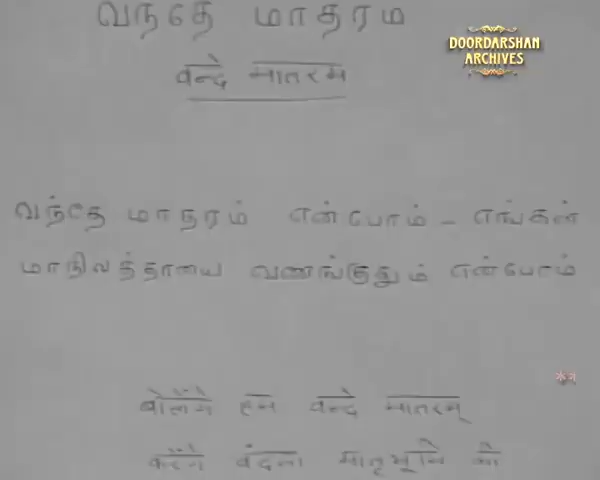 வந்தே மாதரம்
DOORDARSHAN
ARCHIVES
वन्दे मातरम
வந்தே மாதரம் என்போம் - எங்கள்
மாநிலத்தாயை வணங்குதும் என்போம்
बोलेंगे हम वन्दे मातरम्
करेंगे वंदना मातृभूमि की